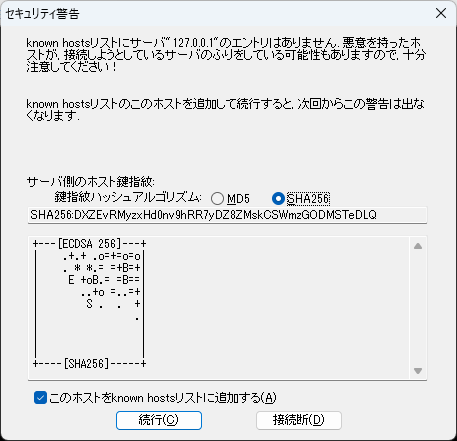 セキュリティ警告
known hostsリストにサーバ"127.0.0.1"のエントリはありません. 悪意を持ったホ
ストが, 接続しようとしているサーバのふりをしている可能性もありますので, 十分
注意してください！
known hostsリストのこのホストを追加して続行すると, 次回からこの警告は出な
くなります.
サーバ側のホスト鍵指紋:
鍵指紋ハッシュアルゴリズム: MD5 SHA256
SHA256:DXZEvRMyzxHd0nv9hRR7yDZ8ZMskCSWmzGODMSTeDLQ
+---[ECDSA 256]---+
|    .+.+ .o=+=o=o|
|    . * *.= =+B=+|
|     E +oB.= =B==|
|      ..+o =..=+|
|       S .  .  +|
|               .|
|                 |
|                 |
|                 |
+----[SHA256]-----+
このホストをknown hostsリストに追加する(A)
続行(C) 接続断(D)